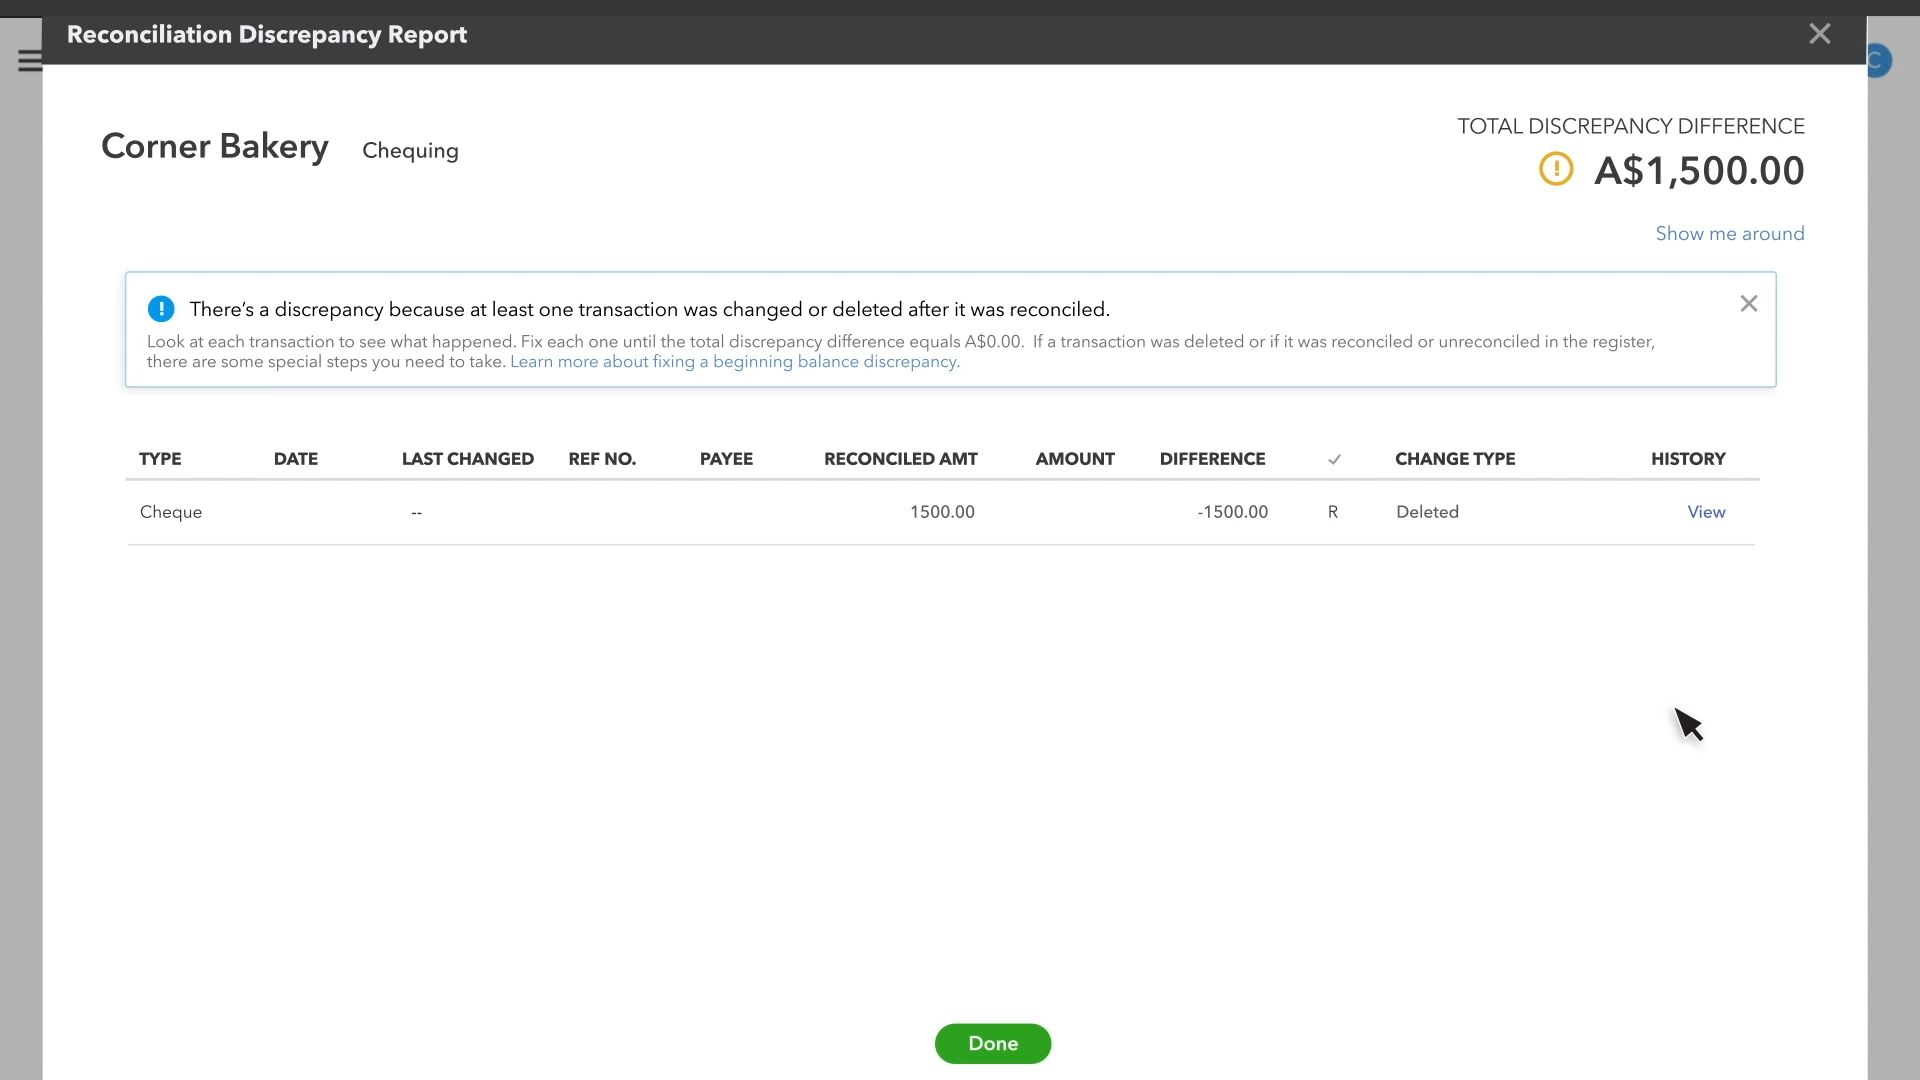 Reconciliation Discrepancy Report
C
Corner Bakery Chequing
TOTAL DISCREPANCY DIFFERENCE
A$1,500.00
Show me around
There’s a discrepancy because at least one transaction was changed or deleted after it was reconciled.
Look at each transaction to see what happened. Fix each one until the total discrepancy difference equals A$0.00. If a transaction was deleted or if it was reconciled or unreconciled in the register,
there are some special steps you need to take. Learn more about fixing a beginning balance discrepancy.
TYPE DATE LAST CHANGED REF NO. PAYEE RECONCILED AMT AMOUNT DIFFERENCE ✓ CHANGE TYPE HISTORY
Cheque -- 1500.00 -1500.00 R Deleted View
Done